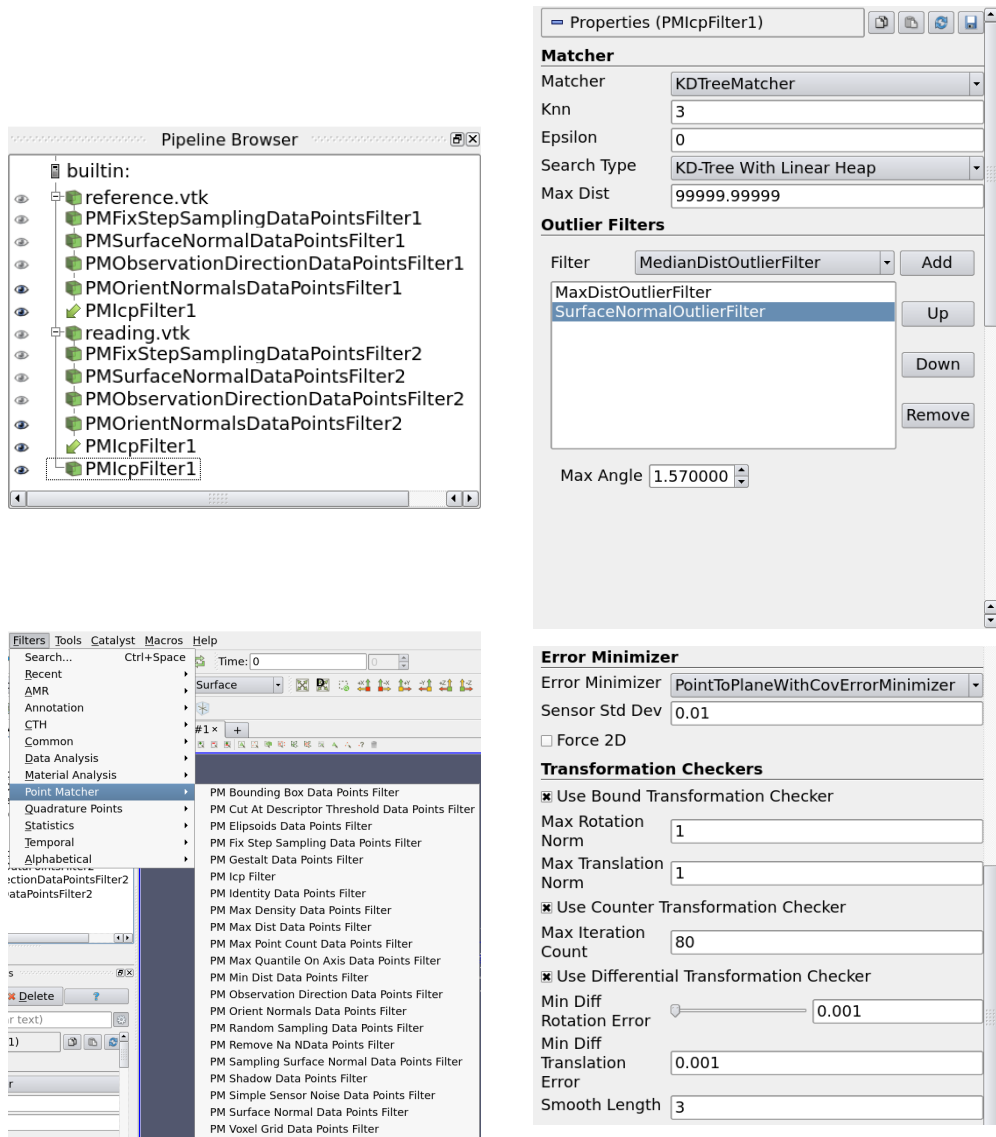 Pipeline Browser
builtin:
reference.vtk
PMFixStepSamplingDataPointsFilter1
PMSurfaceNormalDataPointsFilter1
PMObservationDirectionDataPointsFilter1
PMOrientNormalsDataPointsFilter1
PMIcpFilter1
reading.vtk
PMFixStepSamplingDataPointsFilter2
PMSurfaceNormalDataPointsFilter2
PMObservationDirectionDataPointsFilter2
PMOrientNormalsDataPointsFilter2
PMIcpFilter1
PMIcpFilter1
Properties (PMIcpFilter1)
Matcher
Matcher KDTreeMatcher
Knn 3
Epsilon 0
Search Type KD-Tree With Linear Heap
Max Dist 99999.99999
Outlier Filters
Filter MedianDistOutlierFilter Add
MaxDistOutlierFilter
SurfaceNormalOutlierFilter
Up
Down
Remove
Max Angle 1.570000
Filters Tools Catalyst Macros Help
Search... Ctrl+Space
Recent
AMR
Annotation
CTH
Common
Data Analysis
Material Analysis
Point Matcher
Quadrature Points
Statistics
Temporal
Alphabetical
Time: 0
0
Surface
#1
PM Bounding Box Data Points Filter
PM Cut At Descriptor Threshold Data Points Filter
PM Elipsoids Data Points Filter
PM Fix Step Sampling Data Points Filter
PM Gestalt Data Points Filter
PM Icp Filter
PM Identity Data Points Filter
PM Max Density Data Points Filter
PM Max Dist Data Points Filter
PM Max Point Count Data Points Filter
PM Max Quantile On Axis Data Points Filter
PM Min Dist Data Points Filter
PM Observation Direction Data Points Filter
PM Orient Normals Data Points Filter
PM Random Sampling Data Points Filter
PM Remove Na NData Points Filter
PM Sampling Surface Normal Data Points Filter
PM Shadow Data Points Filter
PM Simple Sensor Noise Data Points Filter
PM Surface Normal Data Points Filter
PM Voxel Grid Data Points Filter
ectionDataPointsFilter2
DataPointsFilter2
s
Delete ?
r text)
1)
r
Error Minimizer
Error Minimizer PointToPlaneWithCovErrorMinimizer
Sensor Std Dev 0.01
Force 2D
Transformation Checkers
Use Bound Transformation Checker
Max Rotation
Norm 1
Max Translation
Norm 1
Use Counter Transformation Checker
Max Iteration
Count 80
Use Differential Transformation Checker
Min Diff
Rotation Error 0.001
Min Diff
Translation 0.001
Error
Smooth Length 3